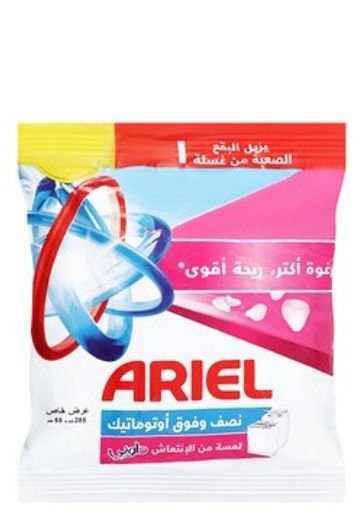 يزيل البقع
الصعبة من غسلة 1
رغوة أكتر، ريحة أقوى*
ARIEL
نصف وفوق أوتوماتيك
لمسة من الإنتعاش داوني
عرض خاص